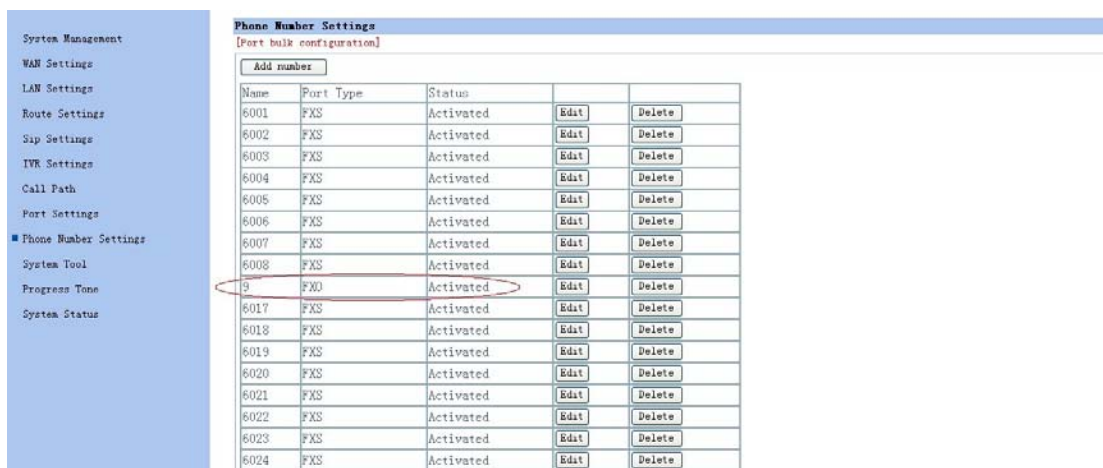 Phone Number Settings
[Port bulk configuration]
System Management
WAN Settings
LAN Settings
Route Settings
Sip Settings
IVR Settings
Call Path
Port Settings
Phone Number Settings
System Tool
Progress Tone
System Status
Add number
Name Port Type Status
6001 FXS Activated Edit Delete
6002 FXS Activated Edit Delete
6003 FXS Activated Edit Delete
6004 FXS Activated Edit Delete
6005 FXS Activated Edit Delete
6006 FXS Activated Edit Delete
6007 FXS Activated Edit Delete
6008 FXS Activated Edit Delete
9 FXO Activated Edit Delete
6017 FXS Activated Edit Delete
6018 FXS Activated Edit Delete
6019 FXS Activated Edit Delete
6020 FXS Activated Edit Delete
6021 FXS Activated Edit Delete
6022 FXS Activated Edit Delete
6023 FXS Activated Edit Delete
6024 FXS Activated Edit Delete